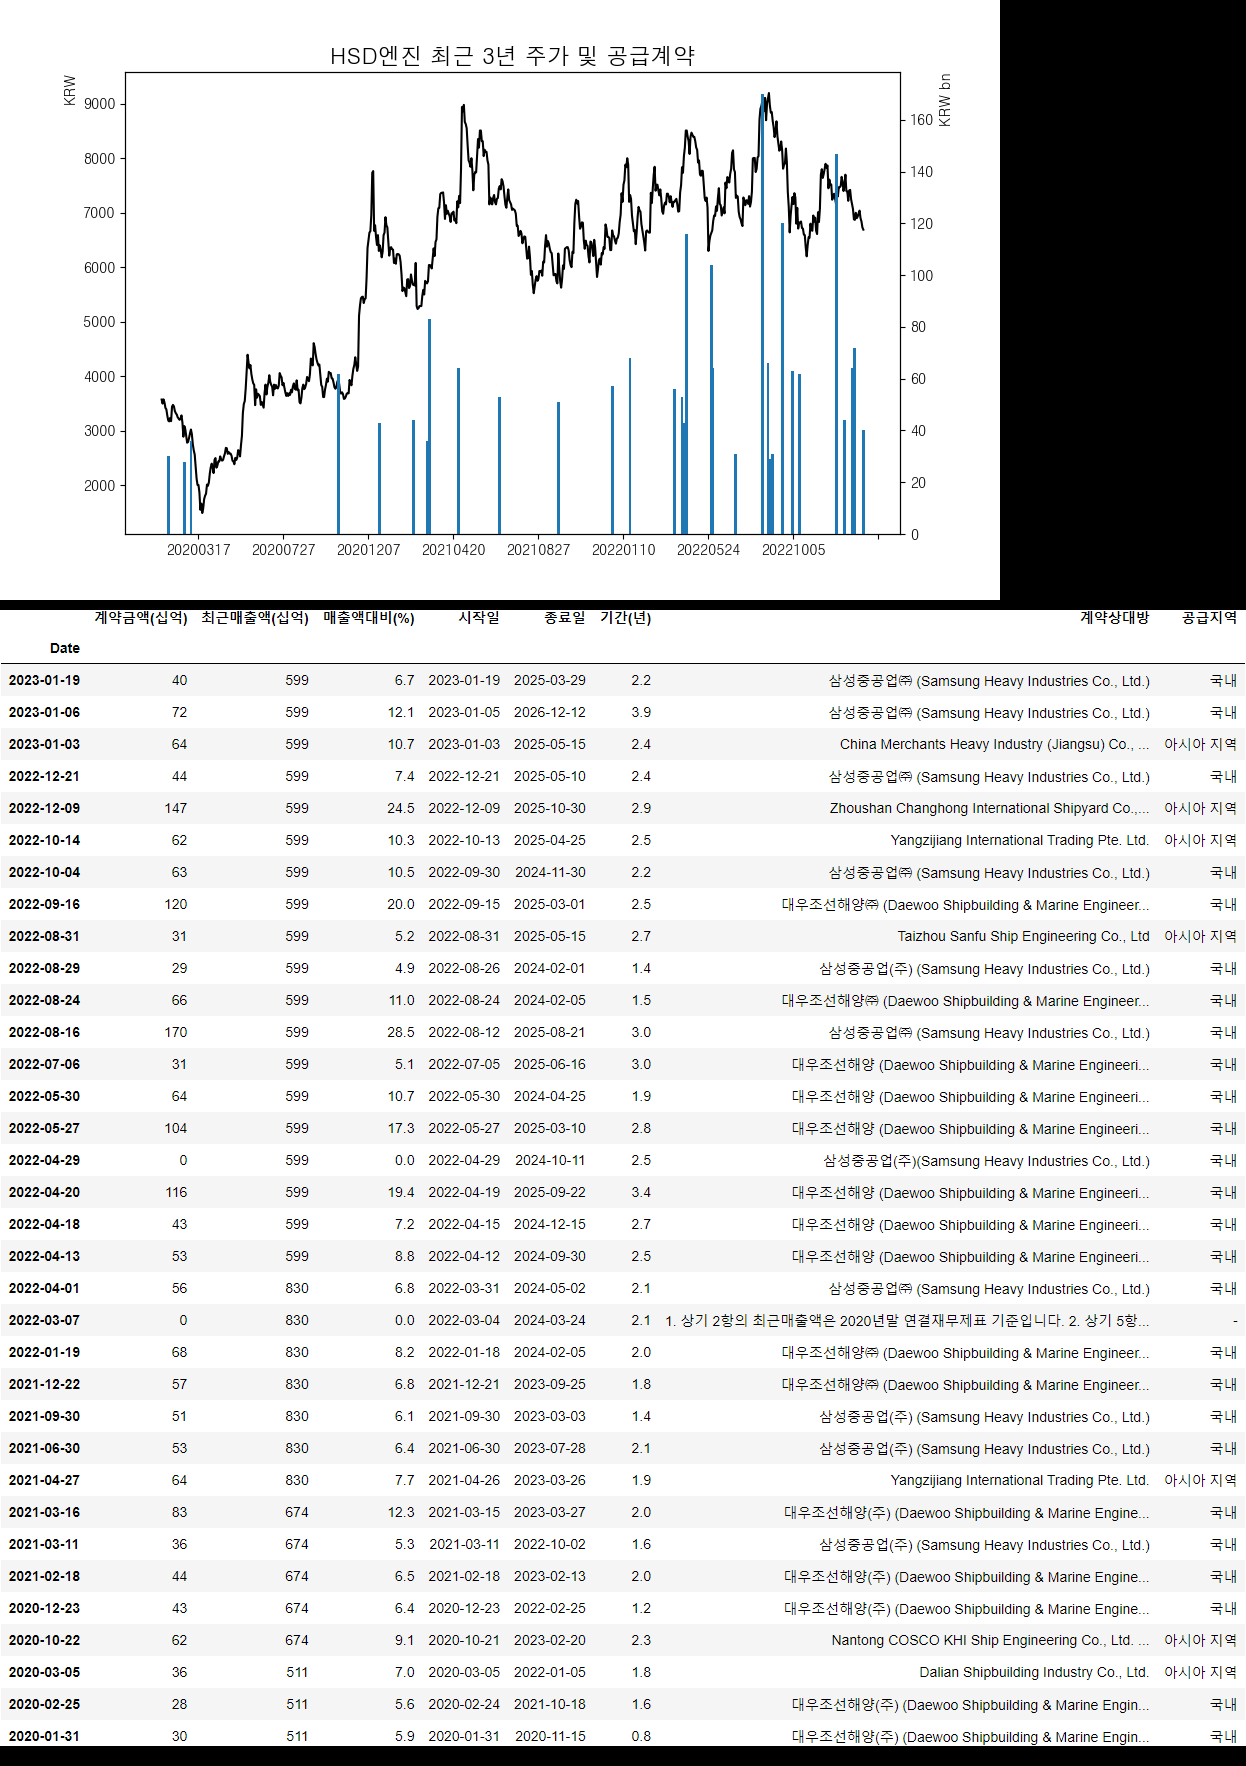 HSD엔진 최근 3년 주가 및 공급계약
KRW
KRW bn
9000
8000
7000
6000
5000
4000
3000
2000
160
140
120
100
80
60
40
20
0
20200317 20200727 20201207 20210420 20210827 20220110 20220524 20221005
계약금액(십억) 최근매출액(십억) 매출액대비(%) 시작일 종료일 기간(년) 계약상대방 공급지역
Date
2023-01-19 40 599 6.7 2023-01-19 2025-03-29 2.2 삼성중공업㈜ (Samsung Heavy Industries Co., Ltd.) 국내
2023-01-06 72 599 12.1 2023-01-05 2026-12-12 3.9 삼성중공업㈜ (Samsung Heavy Industries Co., Ltd.) 국내
2023-01-03 64 599 10.7 2023-01-03 2025-05-15 2.4 China Merchants Heavy Industry (Jiangsu) Co., ... 아시아 지역
2022-12-21 44 599 7.4 2022-12-21 2025-05-10 2.4 삼성중공업㈜ (Samsung Heavy Industries Co., Ltd.) 국내
2022-12-09 147 599 24.5 2022-12-09 2025-10-30 2.9 Zhoushan Changhong International Shipyard Co.,... 아시아 지역
2022-10-14 62 599 10.3 2022-10-13 2025-04-25 2.5 Yangzijiang International Trading Pte. Ltd. 아시아 지역
2022-10-04 63 599 10.5 2022-09-30 2024-11-30 2.2 삼성중공업㈜ (Samsung Heavy Industries Co., Ltd.) 국내
2022-09-16 120 599 20.0 2022-09-15 2025-03-01 2.5 대우조선해양㈜ (Daewoo Shipbuilding & Marine Engineer... 국내
2022-08-31 31 599 5.2 2022-08-31 2025-05-15 2.7 Taizhou Sanfu Ship Engineering Co., Ltd 아시아 지역
2022-08-29 29 599 4.9 2022-08-26 2024-02-01 1.4 삼성중공업(주) (Samsung Heavy Industries Co., Ltd.) 국내
2022-08-24 66 599 11.0 2022-08-24 2024-02-05 1.5 대우조선해양㈜ (Daewoo Shipbuilding & Marine Engineer... 국내
2022-08-16 170 599 28.5 2022-08-12 2025-08-21 3.0 삼성중공업㈜ (Samsung Heavy Industries Co., Ltd.) 국내
2022-07-06 31 599 5.1 2022-07-05 2025-06-16 3.0 대우조선해양 (Daewoo Shipbuilding & Marine Engineeri... 국내
2022-05-30 64 599 10.7 2022-05-30 2024-04-25 1.9 대우조선해양 (Daewoo Shipbuilding & Marine Engineeri... 국내
2022-05-27 104 599 17.3 2022-05-27 2025-03-10 2.8 대우조선해양 (Daewoo Shipbuilding & Marine Engineeri... 국내
2022-04-29 0 599 0.0 2022-04-29 2024-10-11 2.5 삼성중공업(주)(Samsung Heavy Industries Co., Ltd.) 국내
2022-04-20 116 599 19.4 2022-04-19 2025-09-22 3.4 대우조선해양 (Daewoo Shipbuilding & Marine Engineeri... 국내
2022-04-18 43 599 7.2 2022-04-15 2024-12-15 2.7 대우조선해양 (Daewoo Shipbuilding & Marine Engineeri... 국내
2022-04-13 53 599 8.8 2022-04-12 2024-09-30 2.5 대우조선해양 (Daewoo Shipbuilding & Marine Engineeri... 국내
2022-04-01 56 830 6.8 2022-03-31 2024-05-02 2.1 삼성중공업㈜ (Samsung Heavy Industries Co., Ltd.) 국내
2022-03-07 0 830 0.0 2022-03-04 2024-03-24 2.1 1. 상기 2항의 최근매출액은 2020년말 연결재무제표 기준입니다. 2. 상기 5항... -
2022-01-19 68 830 8.2 2022-01-18 2024-02-05 2.0 대우조선해양㈜ (Daewoo Shipbuilding & Marine Engineer... 국내
2021-12-22 57 830 6.8 2021-12-21 2023-09-25 1.8 대우조선해양㈜ (Daewoo Shipbuilding & Marine Engineer... 국내
2021-09-30 51 830 6.1 2021-09-30 2023-03-03 1.4 삼성중공업(주) (Samsung Heavy Industries Co., Ltd.) 국내
2021-06-30 53 830 6.4 2021-06-30 2023-07-28 2.1 삼성중공업(주) (Samsung Heavy Industries Co., Ltd.) 국내
2021-04-27 64 830 7.7 2021-04-26 2023-03-26 1.9 Yangzijiang International Trading Pte. Ltd. 아시아 지역
2021-03-16 83 674 12.3 2021-03-15 2023-03-27 2.0 대우조선해양(주) (Daewoo Shipbuilding & Marine Engine... 국내
2021-03-11 36 674 5.3 2021-03-11 2022-10-02 1.6 삼성중공업(주) (Samsung Heavy Industries Co., Ltd.) 국내
2021-02-18 44 674 6.5 2021-02-18 2023-02-13 2.0 대우조선해양(주) (Daewoo Shipbuilding & Marine Engine... 국내
2020-12-23 43 674 6.4 2020-12-23 2022-02-25 1.2 대우조선해양(주) (Daewoo Shipbuilding & Marine Engine... 국내
2020-10-22 62 674 9.1 2020-10-21 2023-02-20 2.3 Nantong COSCO KHI Ship Engineering Co., Ltd. ... 아시아 지역
2020-03-05 36 511 7.0 2020-03-05 2022-01-05 1.8 Dalian Shipbuilding Industry Co., Ltd. 아시아 지역
2020-02-25 28 511 5.6 2020-02-24 2021-10-18 1.6 대우조선해양(주) (Daewoo Shipbuilding & Marine Engin... 국내
2020-01-31 30 511 5.9 2020-01-31 2020-11-15 0.8 대우조선해양(주) (Daewoo Shipbuilding & Marine Engin... 국내